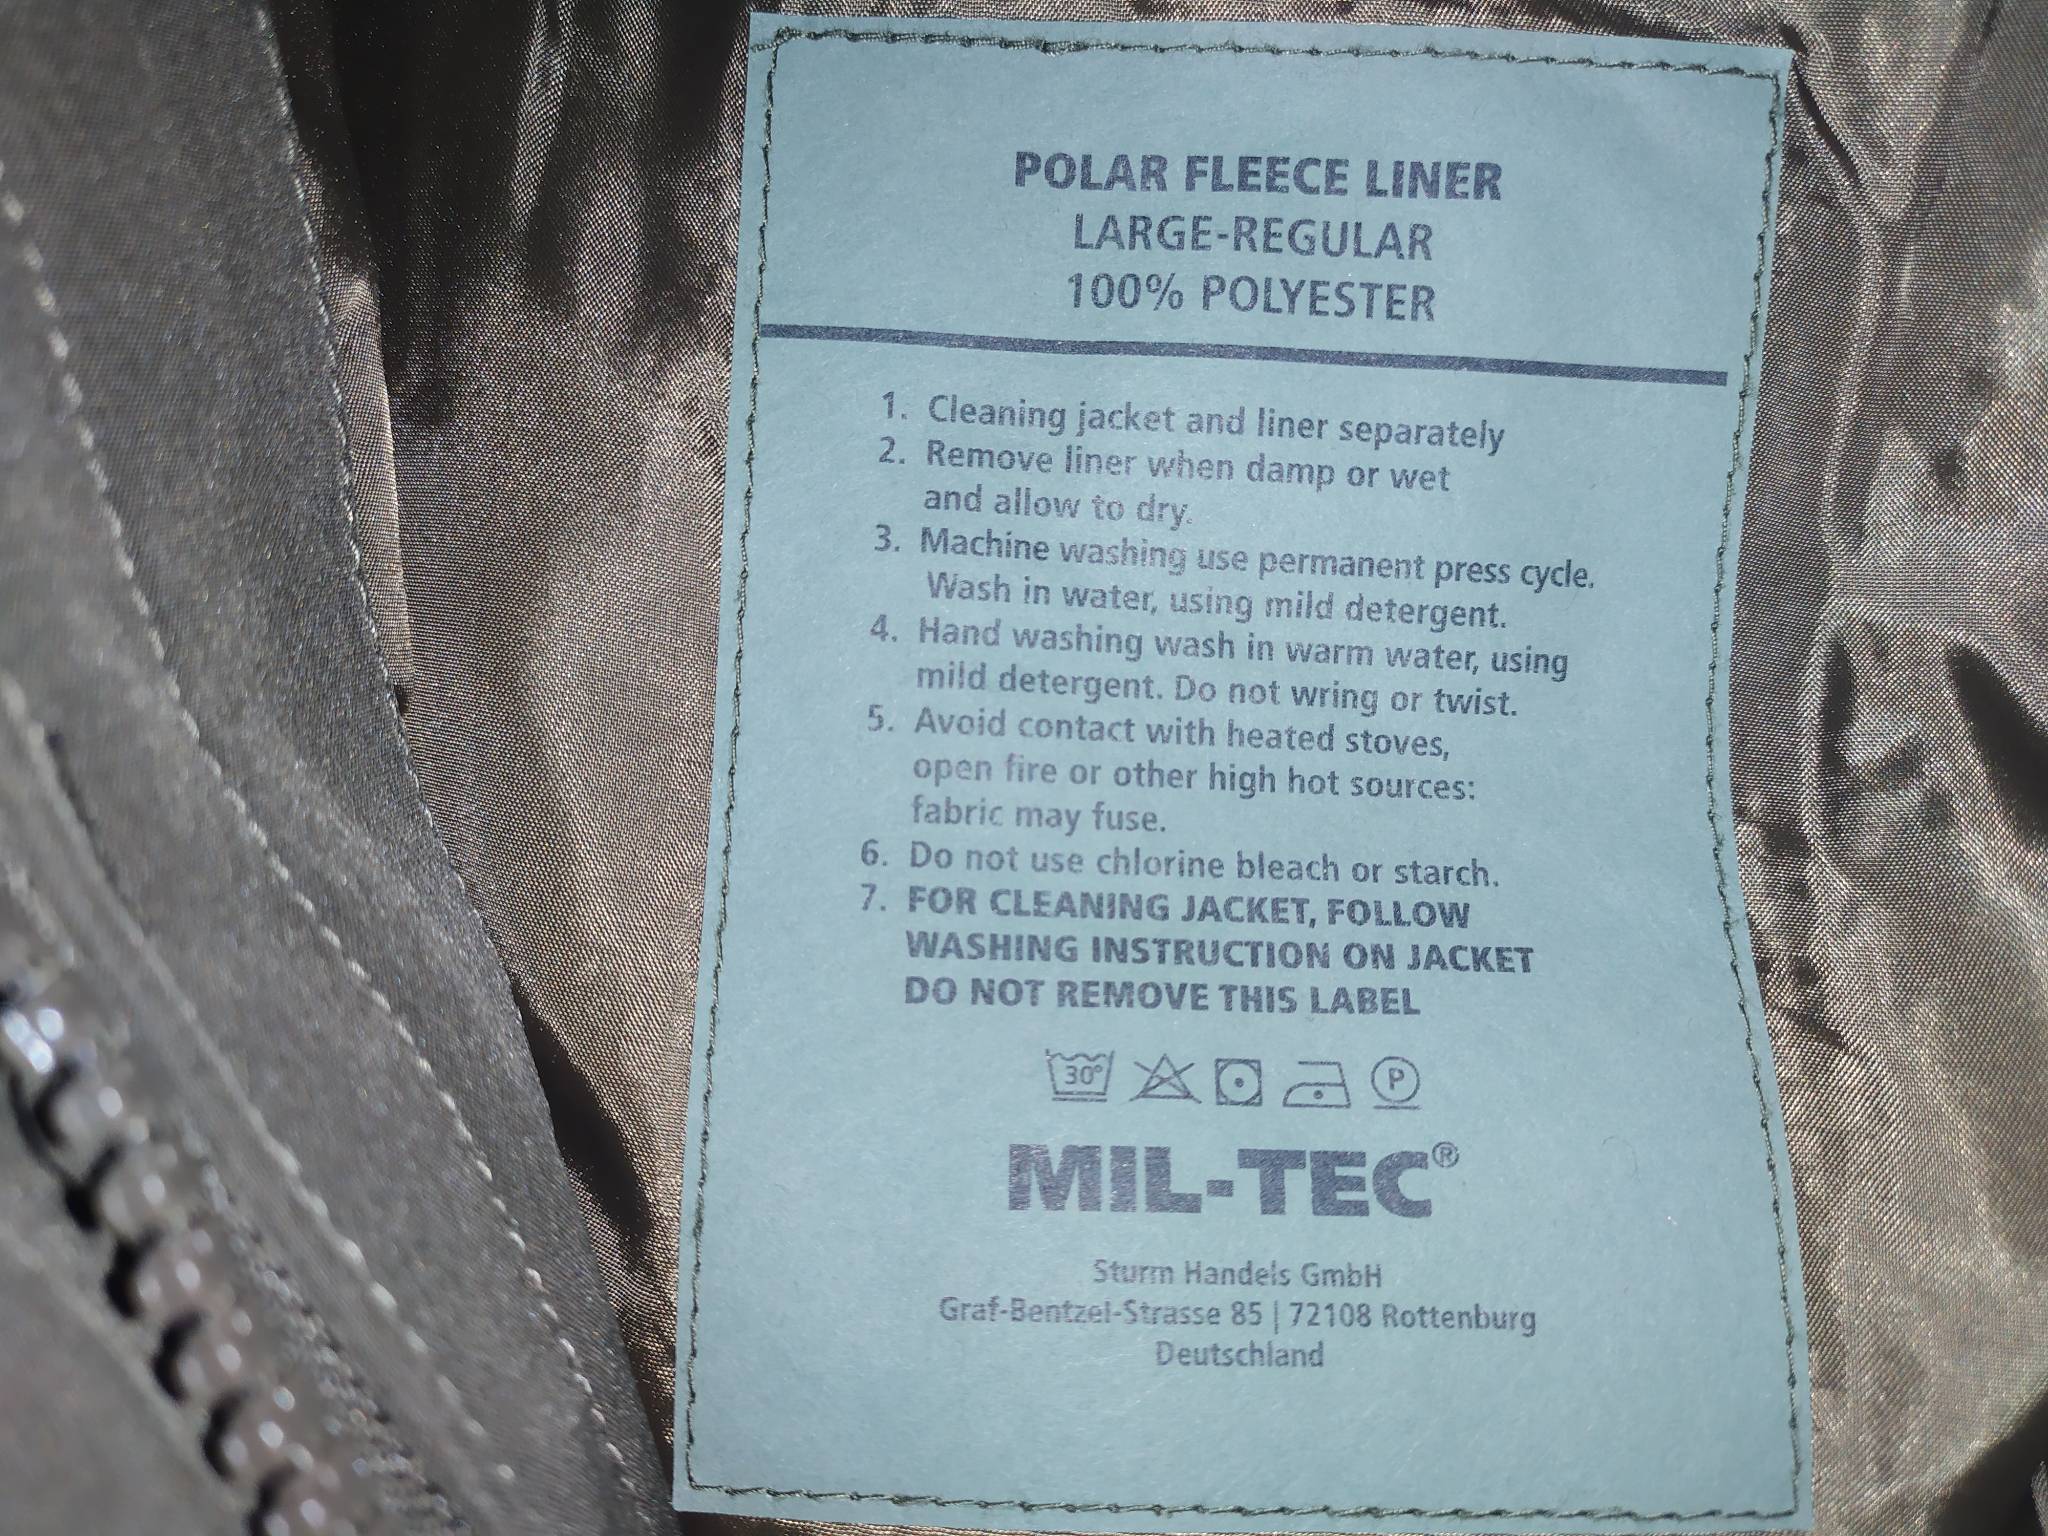 POLAR FLEECE LINER
LARGE-REGULAR
100% POLYESTER
1. Cleaning jacket and liner separately
2. Remove liner when damp or wet
and allow to dry.
3. Machine washing use permanent press cycle.
Wash in water, using mild detergent.
4. Hand washing wash in warm water, using
mild detergent. Do not wring or twist.
5. Avoid contact with heated stoves,
open fire or other high hot sources:
fabric may fuse.
6. Do not use chlorine bleach or starch.
7. FOR CLEANING JACKET, FOLLOW
WASHING INSTRUCTION ON JACKET
DO NOT REMOVE THIS LABEL
30° P
MIL-TEC®
Sturm Handels GmbH
Graf-Bentzel-Strasse 85 | 72108 Rottenburg
Deutschland